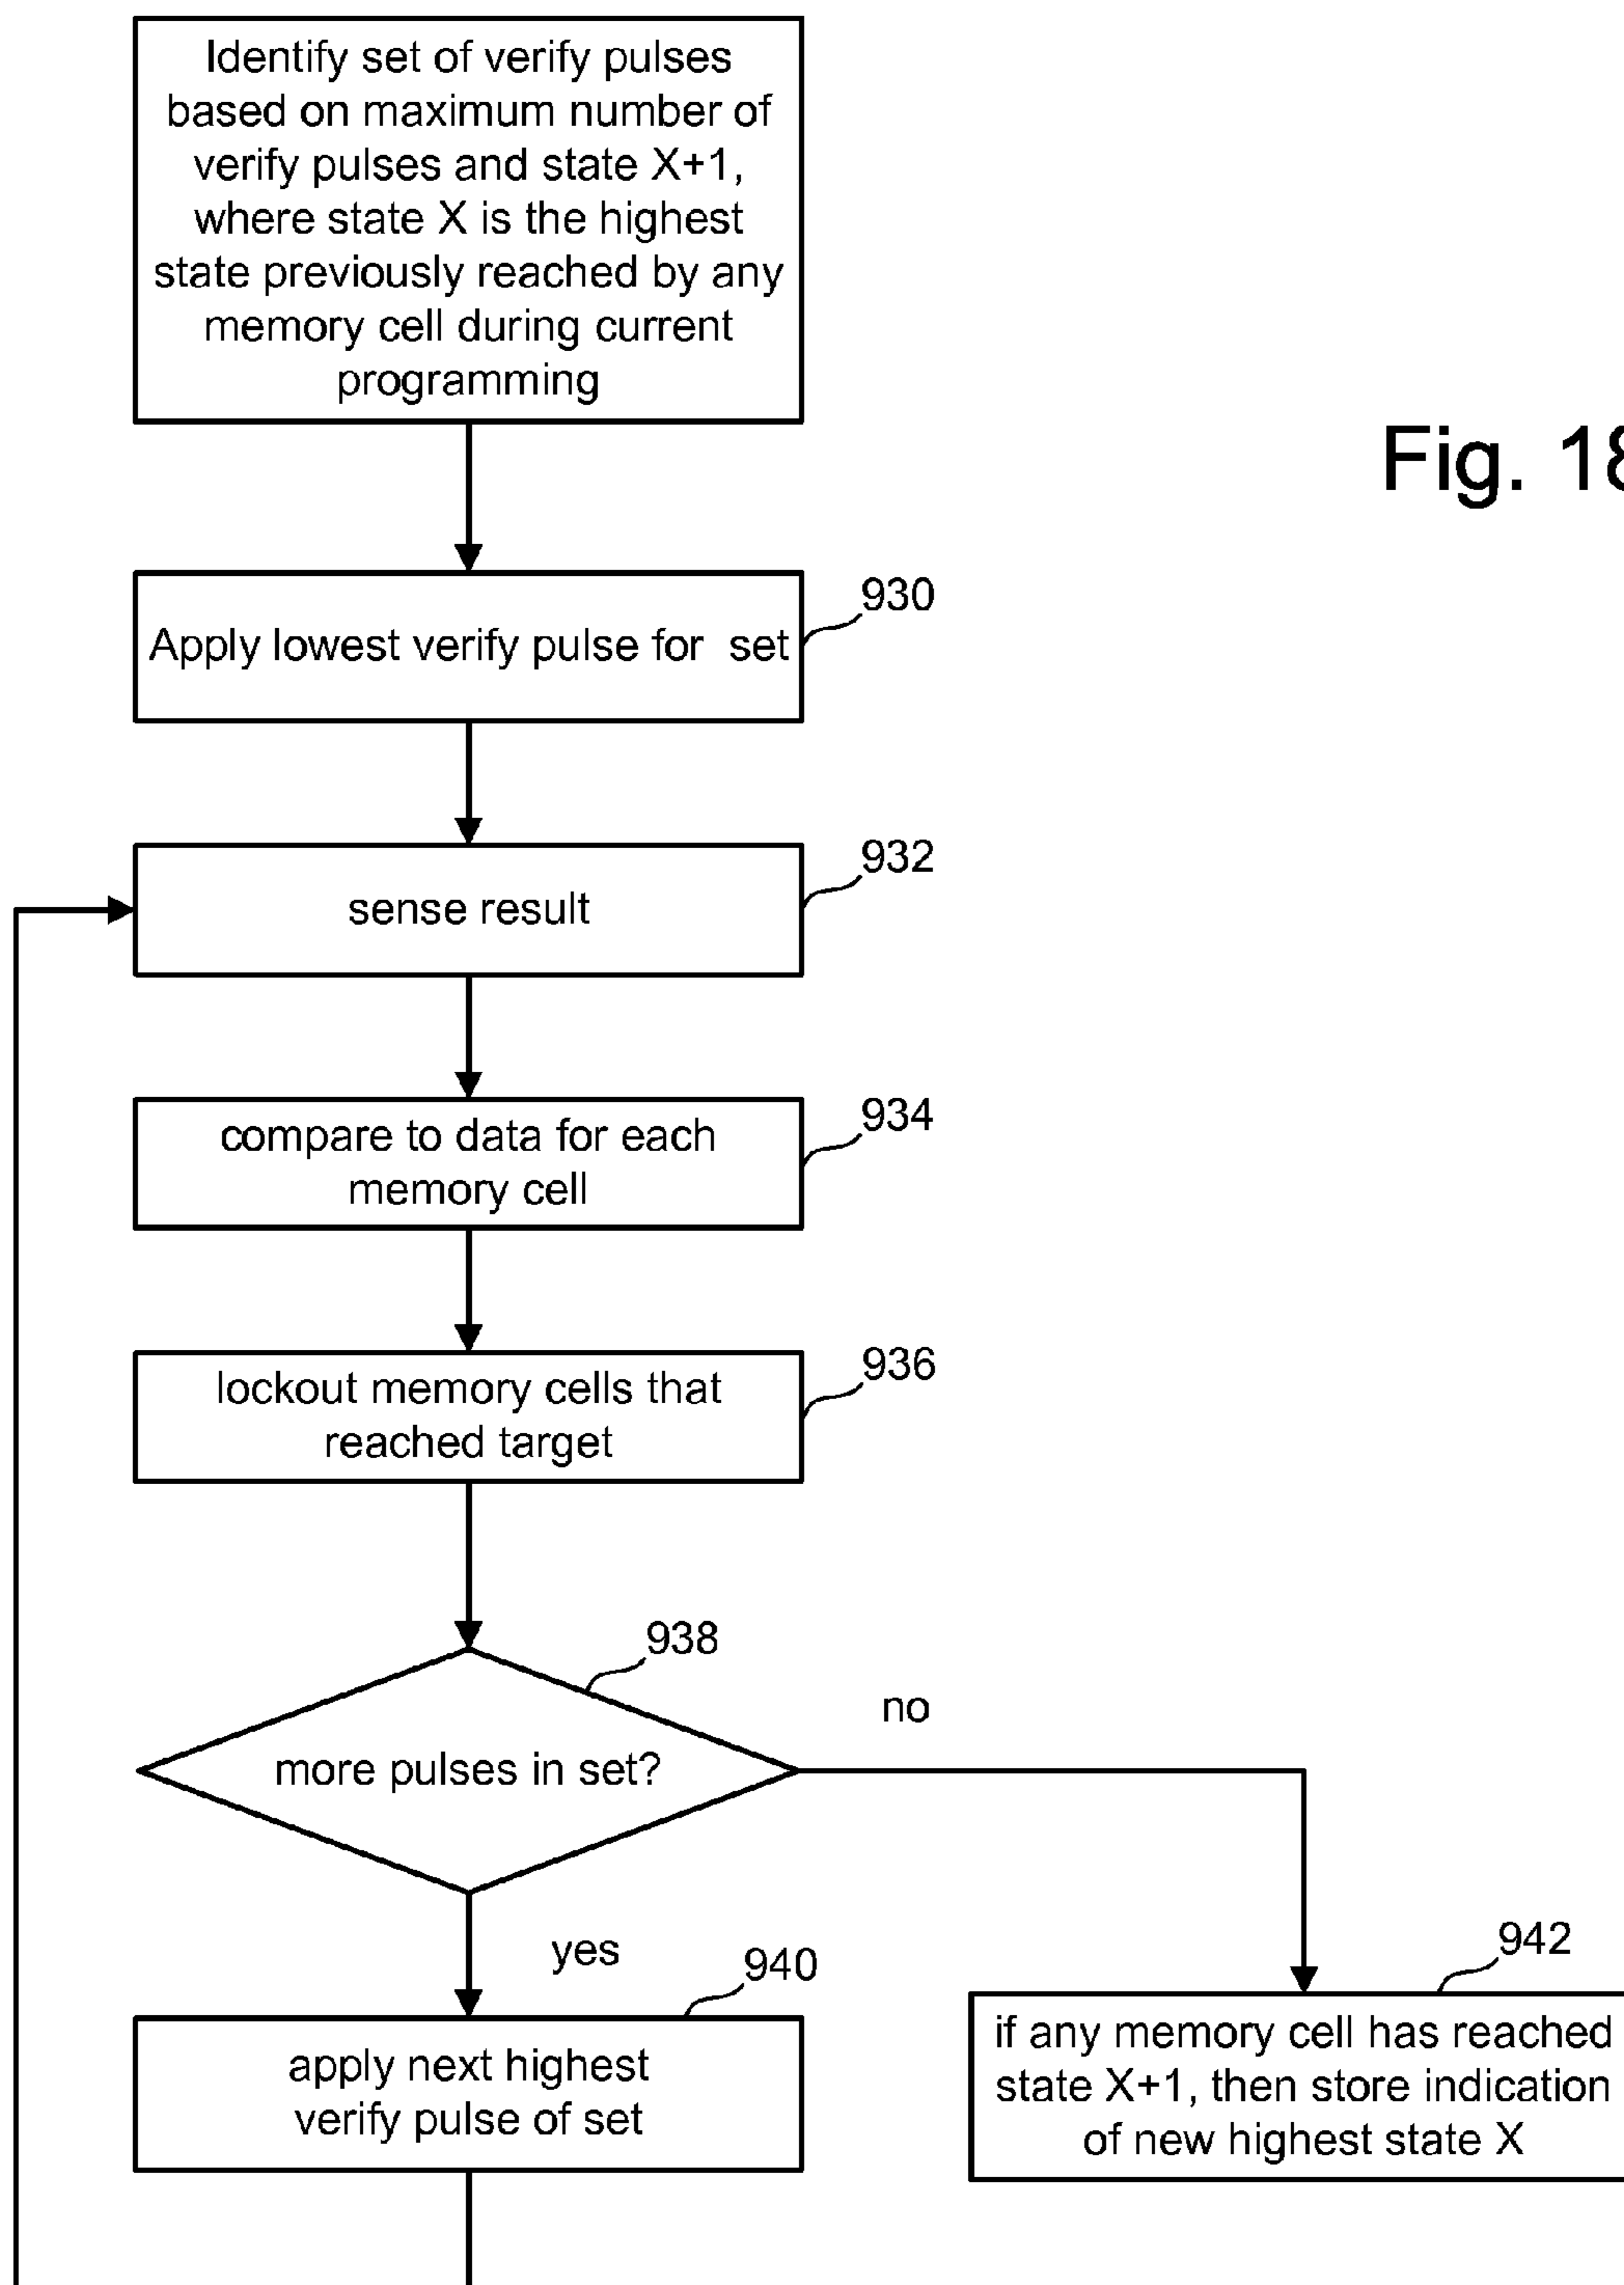 Identify set of verify pulses
based on maximum number of
verify pulses and state X+1,
where state X is the highest
state previously reached by any
memory cell during current
programming
Fig. 18
930
Apply lowest verify pulse for set
932
sense result
934
compare to data for each
memory cell
936
lockout memory cells that
reached target
938
no
more pulses in set?
yes
940
942
apply next highest
verify pulse of set
if any memory cell has reached
state X+1, then store indication
of new highest state X